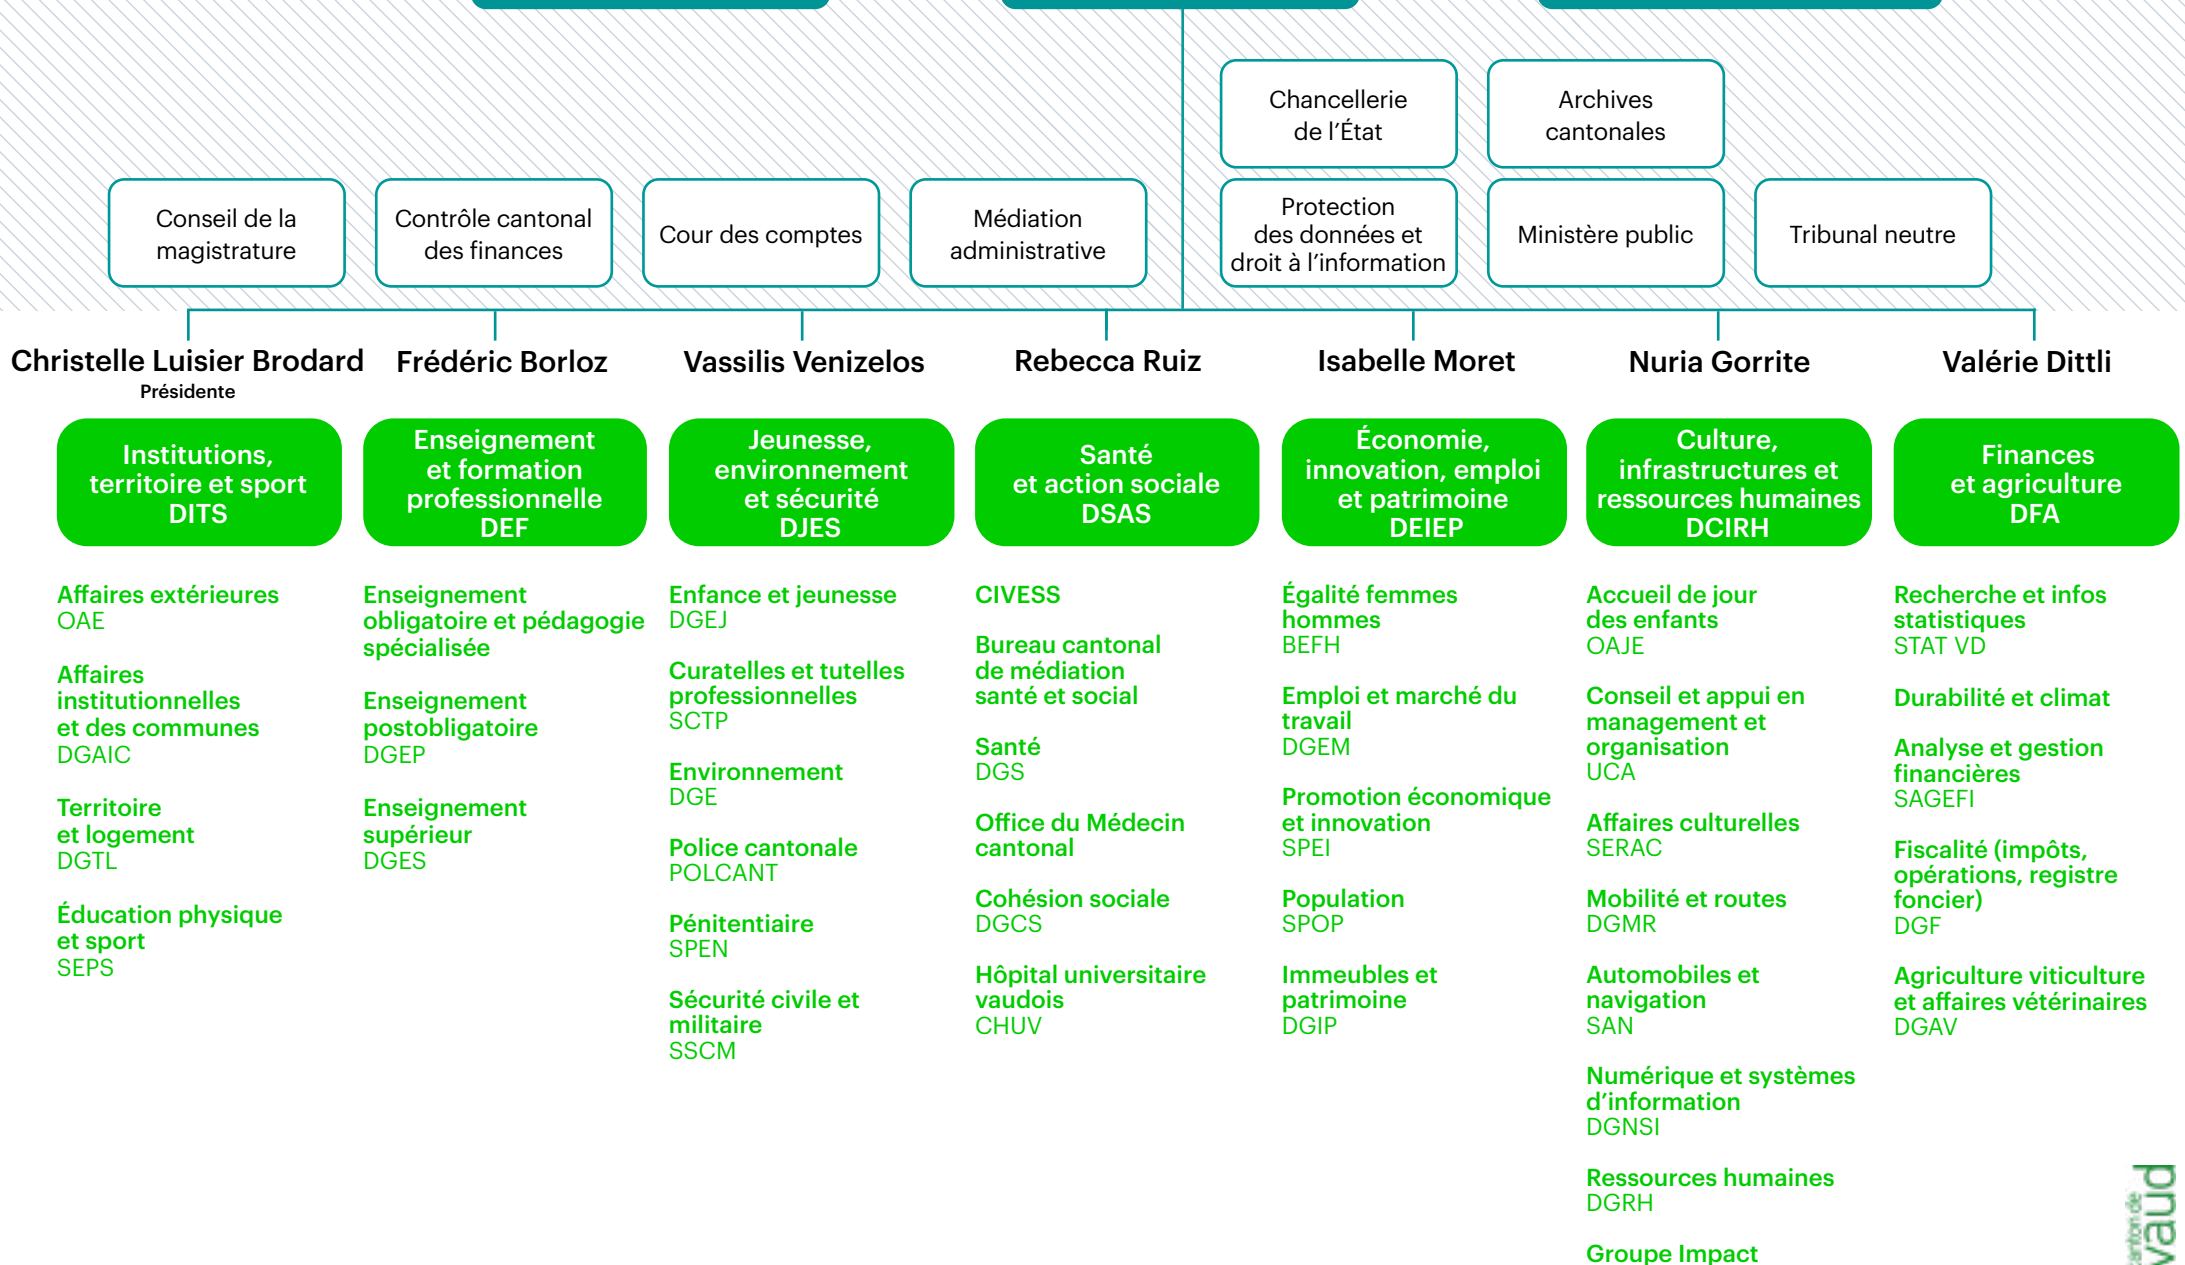 Chancellerie
de l'État
Archives
cantonales
Conseil de la
magistrature
Contrôle cantonal
des finances
Cour des comptes
Médiation
administrative
Protection
des données et
droit à l'information
Ministère public
Tribunal neutre
Christelle Luisier Brodard
Présidente
Frédéric Borloz
Vassilis Venizelos
Rebecca Ruiz
Isabelle Moret
Nuria Gorrite
Valérie Dittli
Institutions,
territoire et sport
DITS
Enseignement
et formation
professionnelle
DEF
Jeunesse,
environnement
et sécurité
DJES
Santé
et action sociale
DSAS
Économie,
innovation, emploi
et patrimoine
DEIEP
Culture,
infrastructures et
ressources humaines
DCIRH
Finances
et agriculture
DFA
Affaires extérieures
OAE
Affaires
institutionnelles
et des communes
DGAIC
Territoire
et logement
DGTL
Éducation physique
et sport
SEPS
Enseignement
obligatoire et pédagogie
spécialisée
Enseignement
postobligatoire
DGEP
Enseignement
supérieur
DGES
Enfance et jeunesse
DGEJ
Curatelles et tutelles
professionnelles
SCTP
Environnement
DGE
Police cantonale
POLCANT
Pénitentiaire
SPEN
Sécurité civile et
militaire
SSCM
CIVESS
Bureau cantonal
de médiation
santé et social
Santé
DGS
Office du Médecin
cantonal
Cohésion sociale
DGCS
Hôpital universitaire
vaudois
CHUV
Égalité femmes
hommes
BEFH
Emploi et marché du
travail
DGEM
Promotion économique
et innovation
SPEI
Population
SPOP
Immeubles et
patrimoine
DGIP
Accueil de jour
des enfants
OAJE
Conseil et appui en
management et
organisation
UCA
Affaires culturelles
SERAC
Mobilité et routes
DGMR
Automobiles et
navigation
SAN
Numérique et systèmes
d'information
DGNSI
Ressources humaines
DGRH
Groupe Impact
Recherche et infos
statistiques
STAT VD
Durabilité et climat
Analyse et gestion
financières
SAGEFI
Fiscalité (impôts,
opérations, registre
foncier)
DGF
Agriculture viticulture
et affaires vétérinaires
DGAV
canton de
vaud